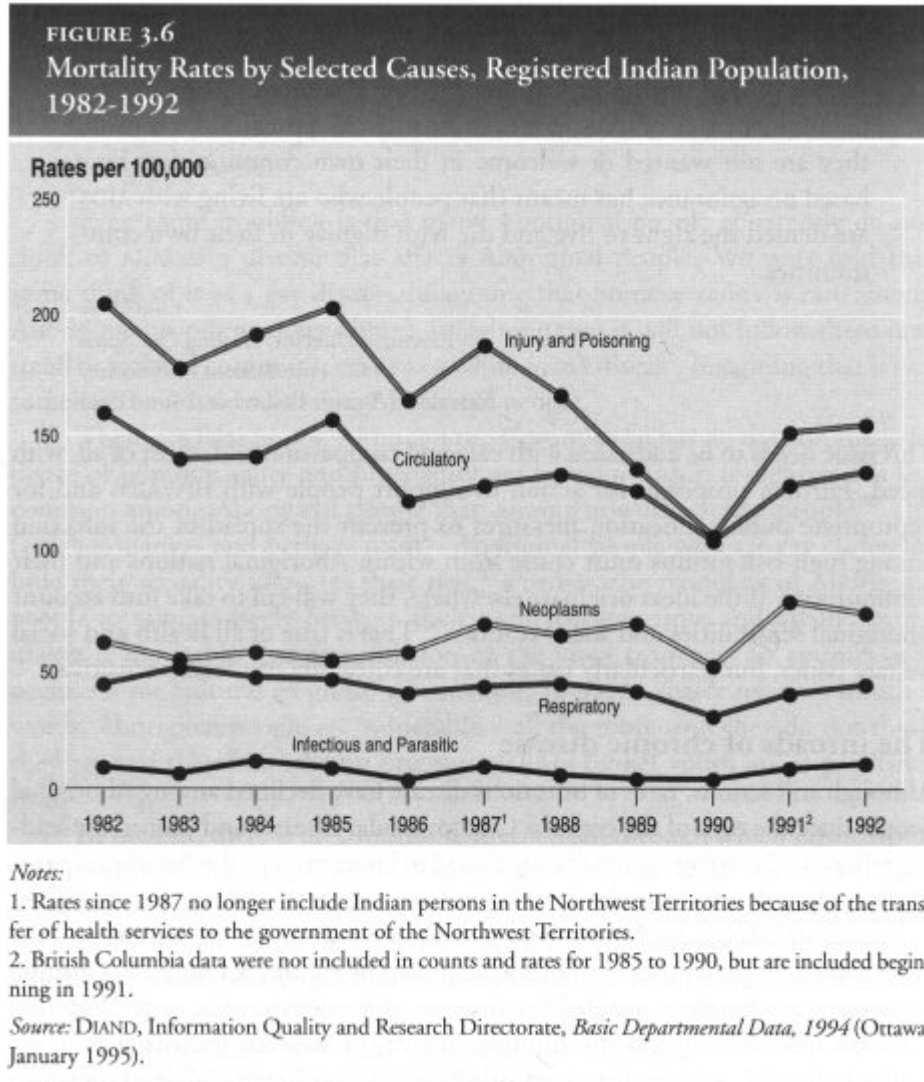 FIGURE 3.6
Mortality Rates by Selected Causes, Registered Indian Population,
1982-1992
Rates per 100,000
250
200
Injury and Poisoning
150
Circulatory
100
Neoplasms
50
Respiratory
Infectious and Parasitic
0
1982 1983 1984 1985 1986 1987¹ 1988 1989 1990 1991² 1992
Notes:
1. Rates since 1987 no longer include Indian persons in the Northwest Territories because of the trans
fer of health services to the government of the Northwest Territories.
2. British Columbia data were not included in counts and rates for 1985 to 1990, but are included begin
ning in 1991.
Source: DIAND, Information Quality and Research Directorate, Basic Departmental Data, 1994 (Ottawa
January 1995).